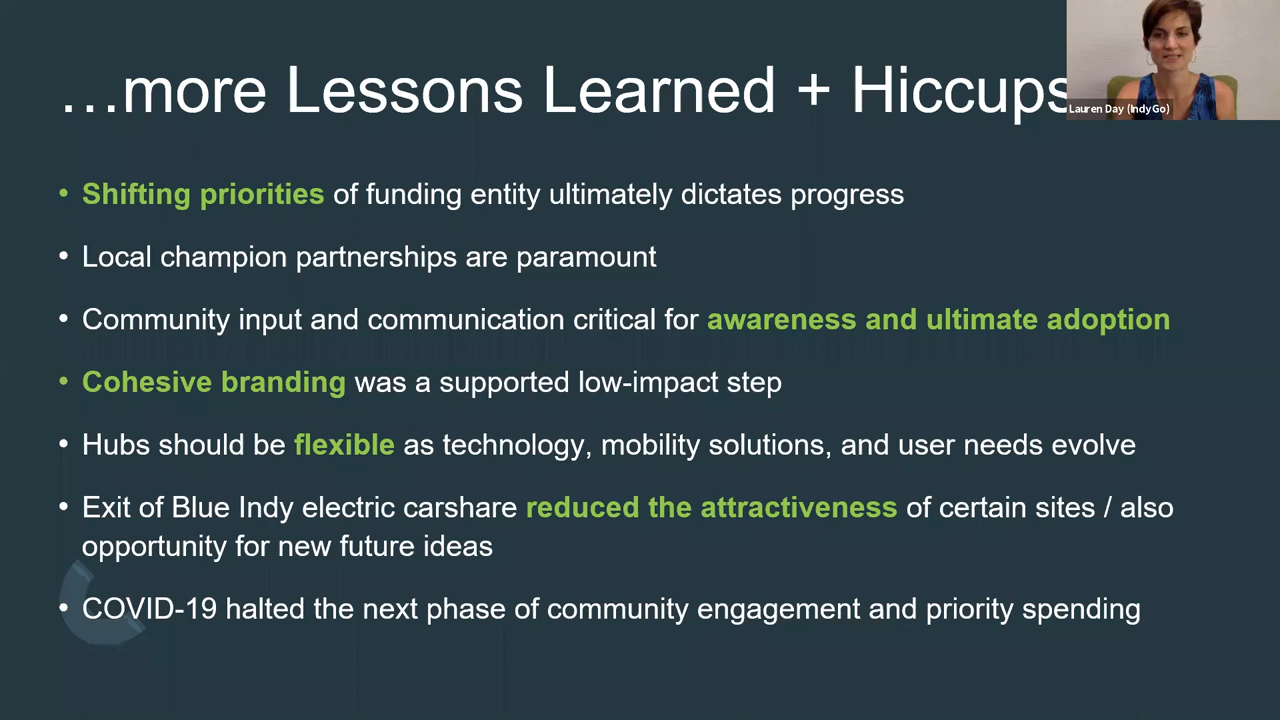 …more Lessons Learned + Hiccups
Lauren Day (IndyGo)
• Shifting priorities of funding entity ultimately dictates progress
• Local champion partnerships are paramount
• Community input and communication critical for awareness and ultimate adoption
• Cohesive branding was a supported low-impact step
• Hubs should be flexible as technology, mobility solutions, and user needs evolve
• Exit of Blue Indy electric carshare reduced the attractiveness of certain sites / also
opportunity for new future ideas
• COVID-19 halted the next phase of community engagement and priority spending